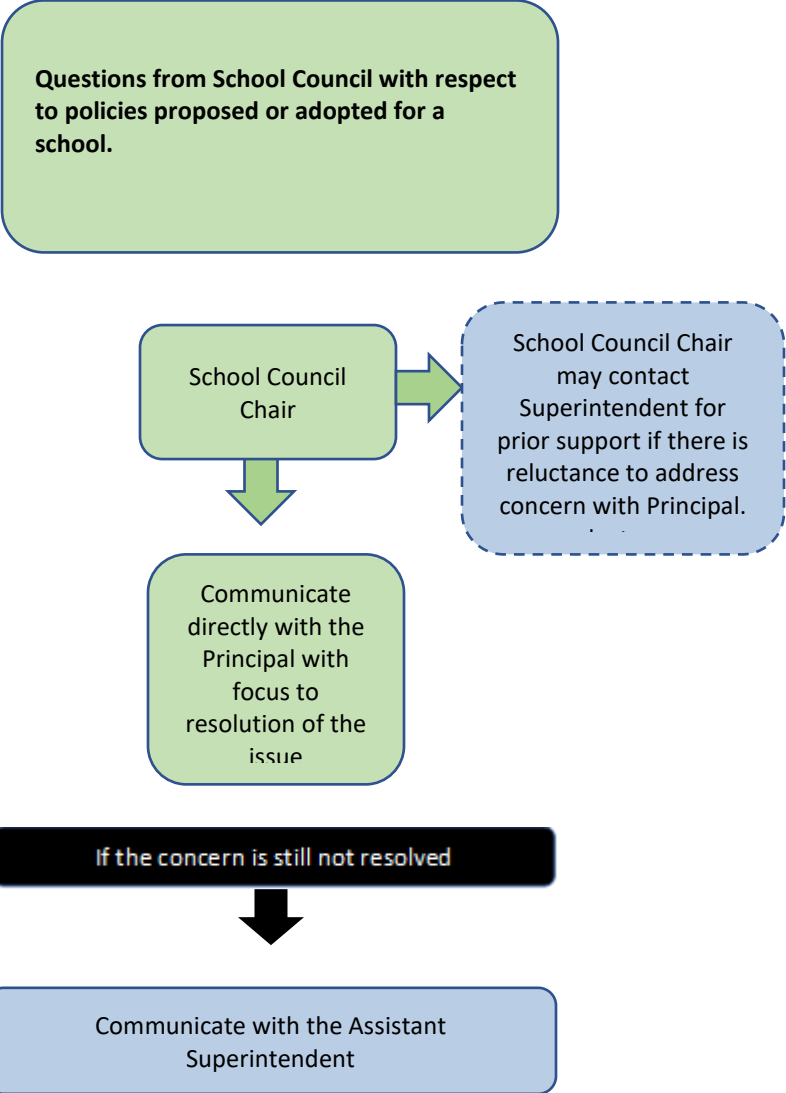 Questions from School Council with respect
to policies proposed or adopted for a
school.
School Council
Chair
School Council Chair
may contact
Superintendent for
prior support if there is
reluctance to address
concern with Principal.
Communicate
directly with the
Principal with
focus to
resolution of the
issue
If the concern is still not resolved
Communicate with the Assistant
Superintendent